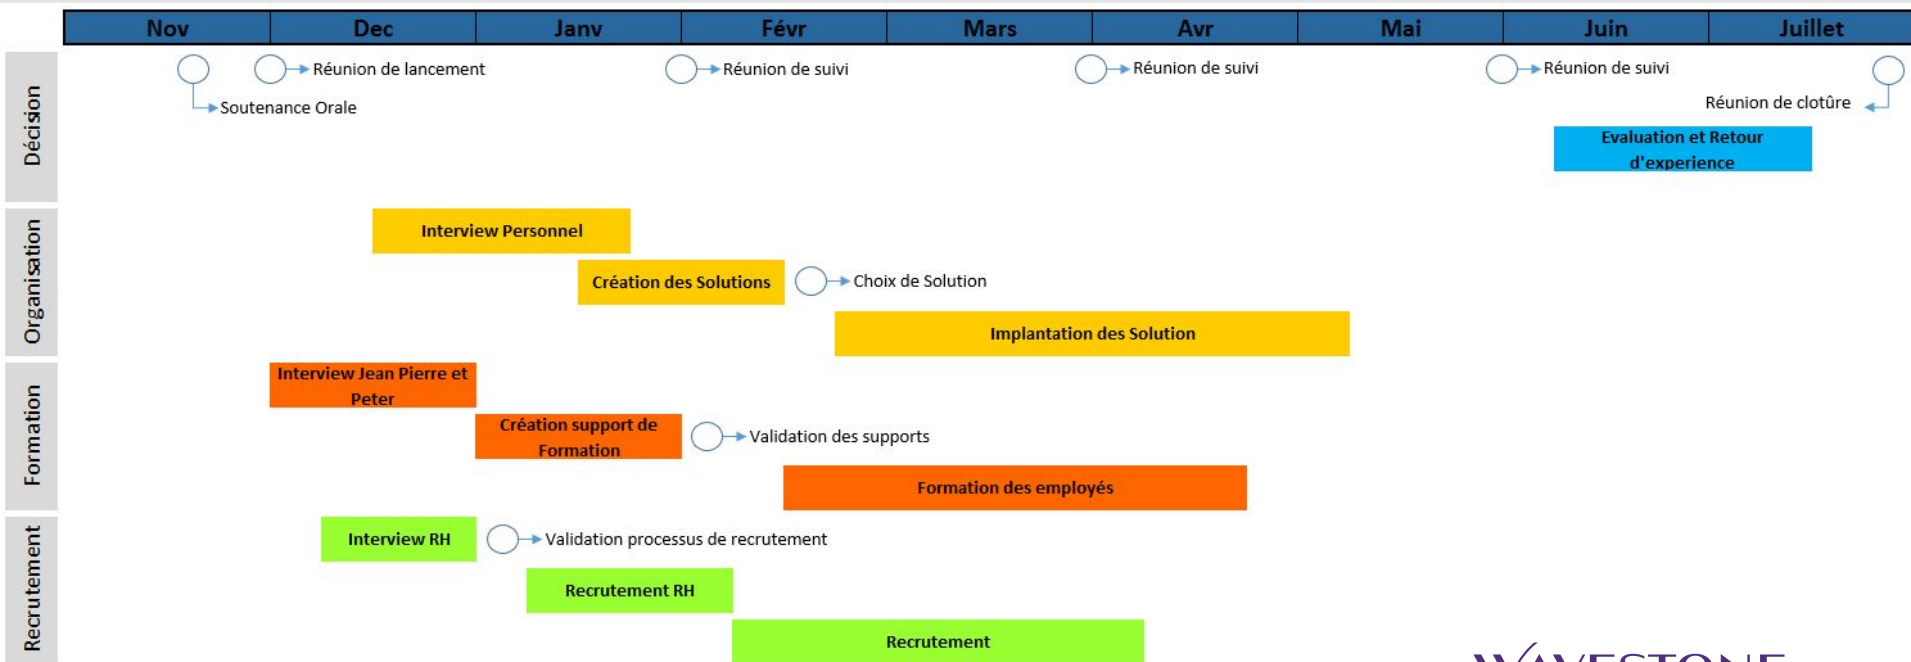 Nov Dec Janv Févr Mars Avr Mai Juin Juillet
Décision
Réunion de lancement
Réunion de suivi
Réunion de suivi
Réunion de suivi
Soutenance Orale
Réunion de clotûre
Evaluation et Retour
d'experience
Organisation
Interview Personnel
Création des Solutions
Choix de Solution
Implantation des Solution
Formation
Interview Jean Pierre et
Peter
Création support de
Formation
Validation des supports
Formation des employés
Recrutement
Interview RH
Validation processus de recrutement
Recrutement RH
Recrutement
WAVESTONE